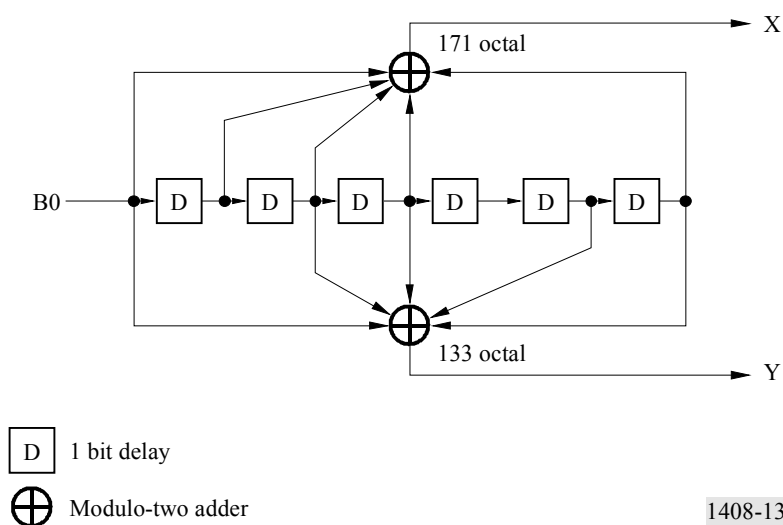 X
171 octal
B0
D D D D D D
133 octal
Y
D 1 bit delay
Modulo-two adder
1408-13